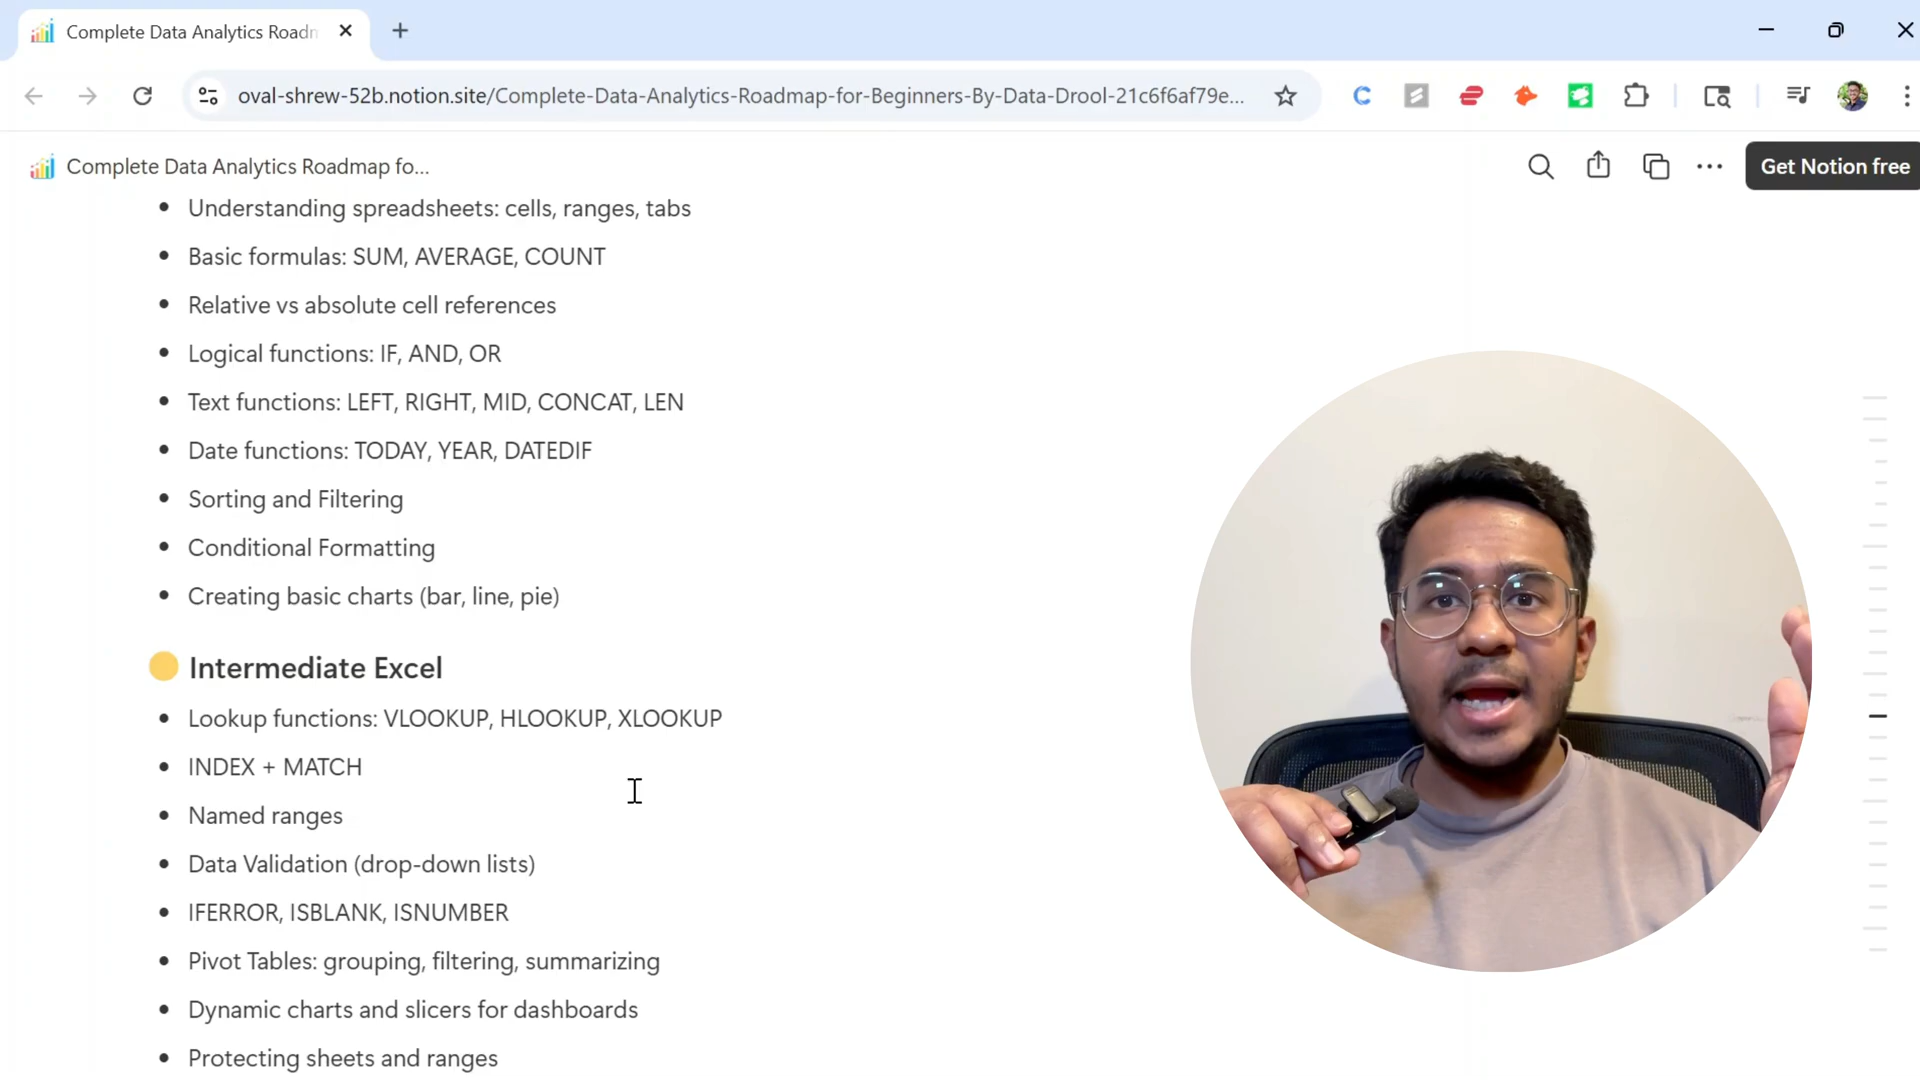 Complete Data Analytics Roadm
oval-shrew-52b.notion.site/Complete-Data-Analytics-Roadmap-for-Beginners-By-Data-Drool-21c6f6af79e...
Complete Data Analytics Roadmap fo...
Get Notion free
• Understanding spreadsheets: cells, ranges, tabs
• Basic formulas: SUM, AVERAGE, COUNT
• Relative vs absolute cell references
• Logical functions: IF, AND, OR
• Text functions: LEFT, RIGHT, MID, CONCAT, LEN
• Date functions: TODAY, YEAR, DATEDIF
• Sorting and Filtering
• Conditional Formatting
• Creating basic charts (bar, line, pie)
Intermediate Excel
• Lookup functions: VLOOKUP, HLOOKUP, XLOOKUP
• INDEX + MATCH
• Named ranges
• Data Validation (drop-down lists)
• IFERROR, ISBLANK, ISNUMBER
• Pivot Tables: grouping, filtering, summarizing
• Dynamic charts and slicers for dashboards
• Protecting sheets and ranges